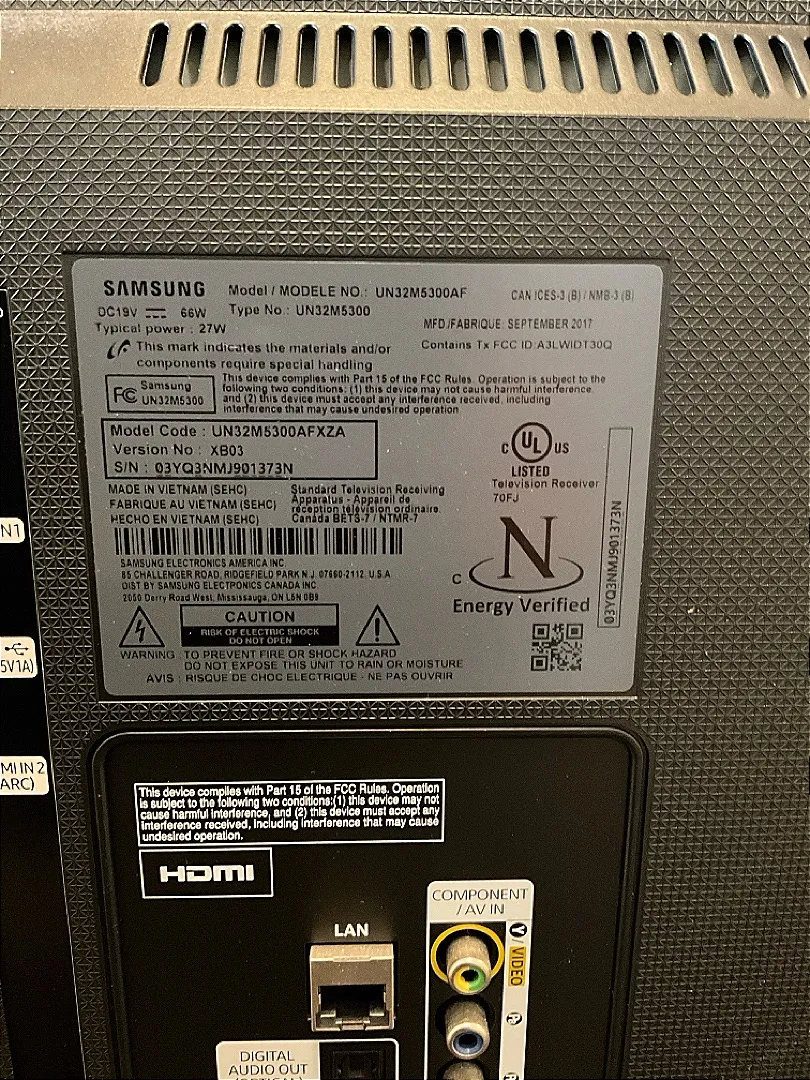 SAMSUNG
Model / MODELE NO.: UN32M5300AF
CAN ICES-3 (B) / NMB-3 (B)
DC19V 66W
Type No.: UN32M5300
Typical power : 27W
MFD /FABRIQUE: SEPTEMBER 2017
This mark indicates the materials and/or
components require special handling
Contains Tx FCC ID:A3LWIDT30Q
FC Samsung
UN32M5300
This device complies with Part 15 of the FCC Rules. Operation is subject to the
following two conditions: (1) this device may not cause harmful interference,
and (2) this device must accept any interference received, including
interference that may cause undesired operation
Model Code : UN32M5300AFXZA
Version No : XB03
S/N : 03YQ3NMJ901373N
C UL US
LISTED
Television Receiver
70FJ
MADE IN VIETNAM (SEHC)
FABRIQUE AU VIETNAM (SEHC)
HECHO EN VIETNAM (SEHC)
Standard Television Receiving
Apparatus - Appareil de
réception télévision ordinaire.
Canada BETS-7 / NTMR-7
SAMSUNG ELECTRONICS AMERICA INC.
85 CHALLENGER ROAD, RIDGEFIELD PARK N.J. 07660-2112 U.S.A
DIST BY SAMSUNG ELECTRONICS CANADA INC.
2050 Derry Road West, Mississauga, ON L5N 0B9
C N
Energy Verified
03YQ3NMJ901373N
CAUTION
RISK OF ELECTRIC SHOCK
DO NOT OPEN
WARNING : TO PREVENT FIRE OR SHOCK HAZARD
DO NOT EXPOSE THIS UNIT TO RAIN OR MOISTURE
AVIS : RISQUE DE CHOC ELECTRIQUE - NE PAS OUVRIR
N1
5V1A)
MI IN 2
ARC)
This device complies with Part 15 of the FCC Rules. Operation
is subject to the following two conditions:(1) this device may not
cause harmful interference, and (2) this device must accept any
interference received, including interference that may cause
undesired operation.
HDMI
LAN
COMPONENT
/ AV IN
Y / VIDEO
DIGITAL
AUDIO OUT
(OPTICAL)